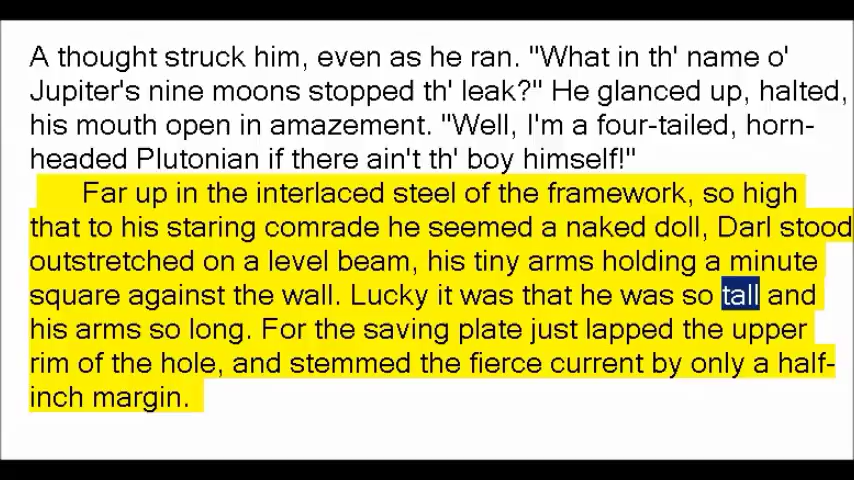 A thought struck him, even as he ran. "What in th' name o'
Jupiter's nine moons stopped th' leak?" He glanced up, halted,
his mouth open in amazement. "Well, I'm a four-tailed, horn-
headed Plutonian if there ain't th' boy himself!"
Far up in the interlaced steel of the framework, so high
that to his staring comrade he seemed a naked doll, Darl stood
outstretched on a level beam, his tiny arms holding a minute
square against the wall. Lucky it was that he was so tall and
his arms so long. For the saving plate just lapped the upper
rim of the hole, and stemmed the fierce current by only a half-
inch margin.